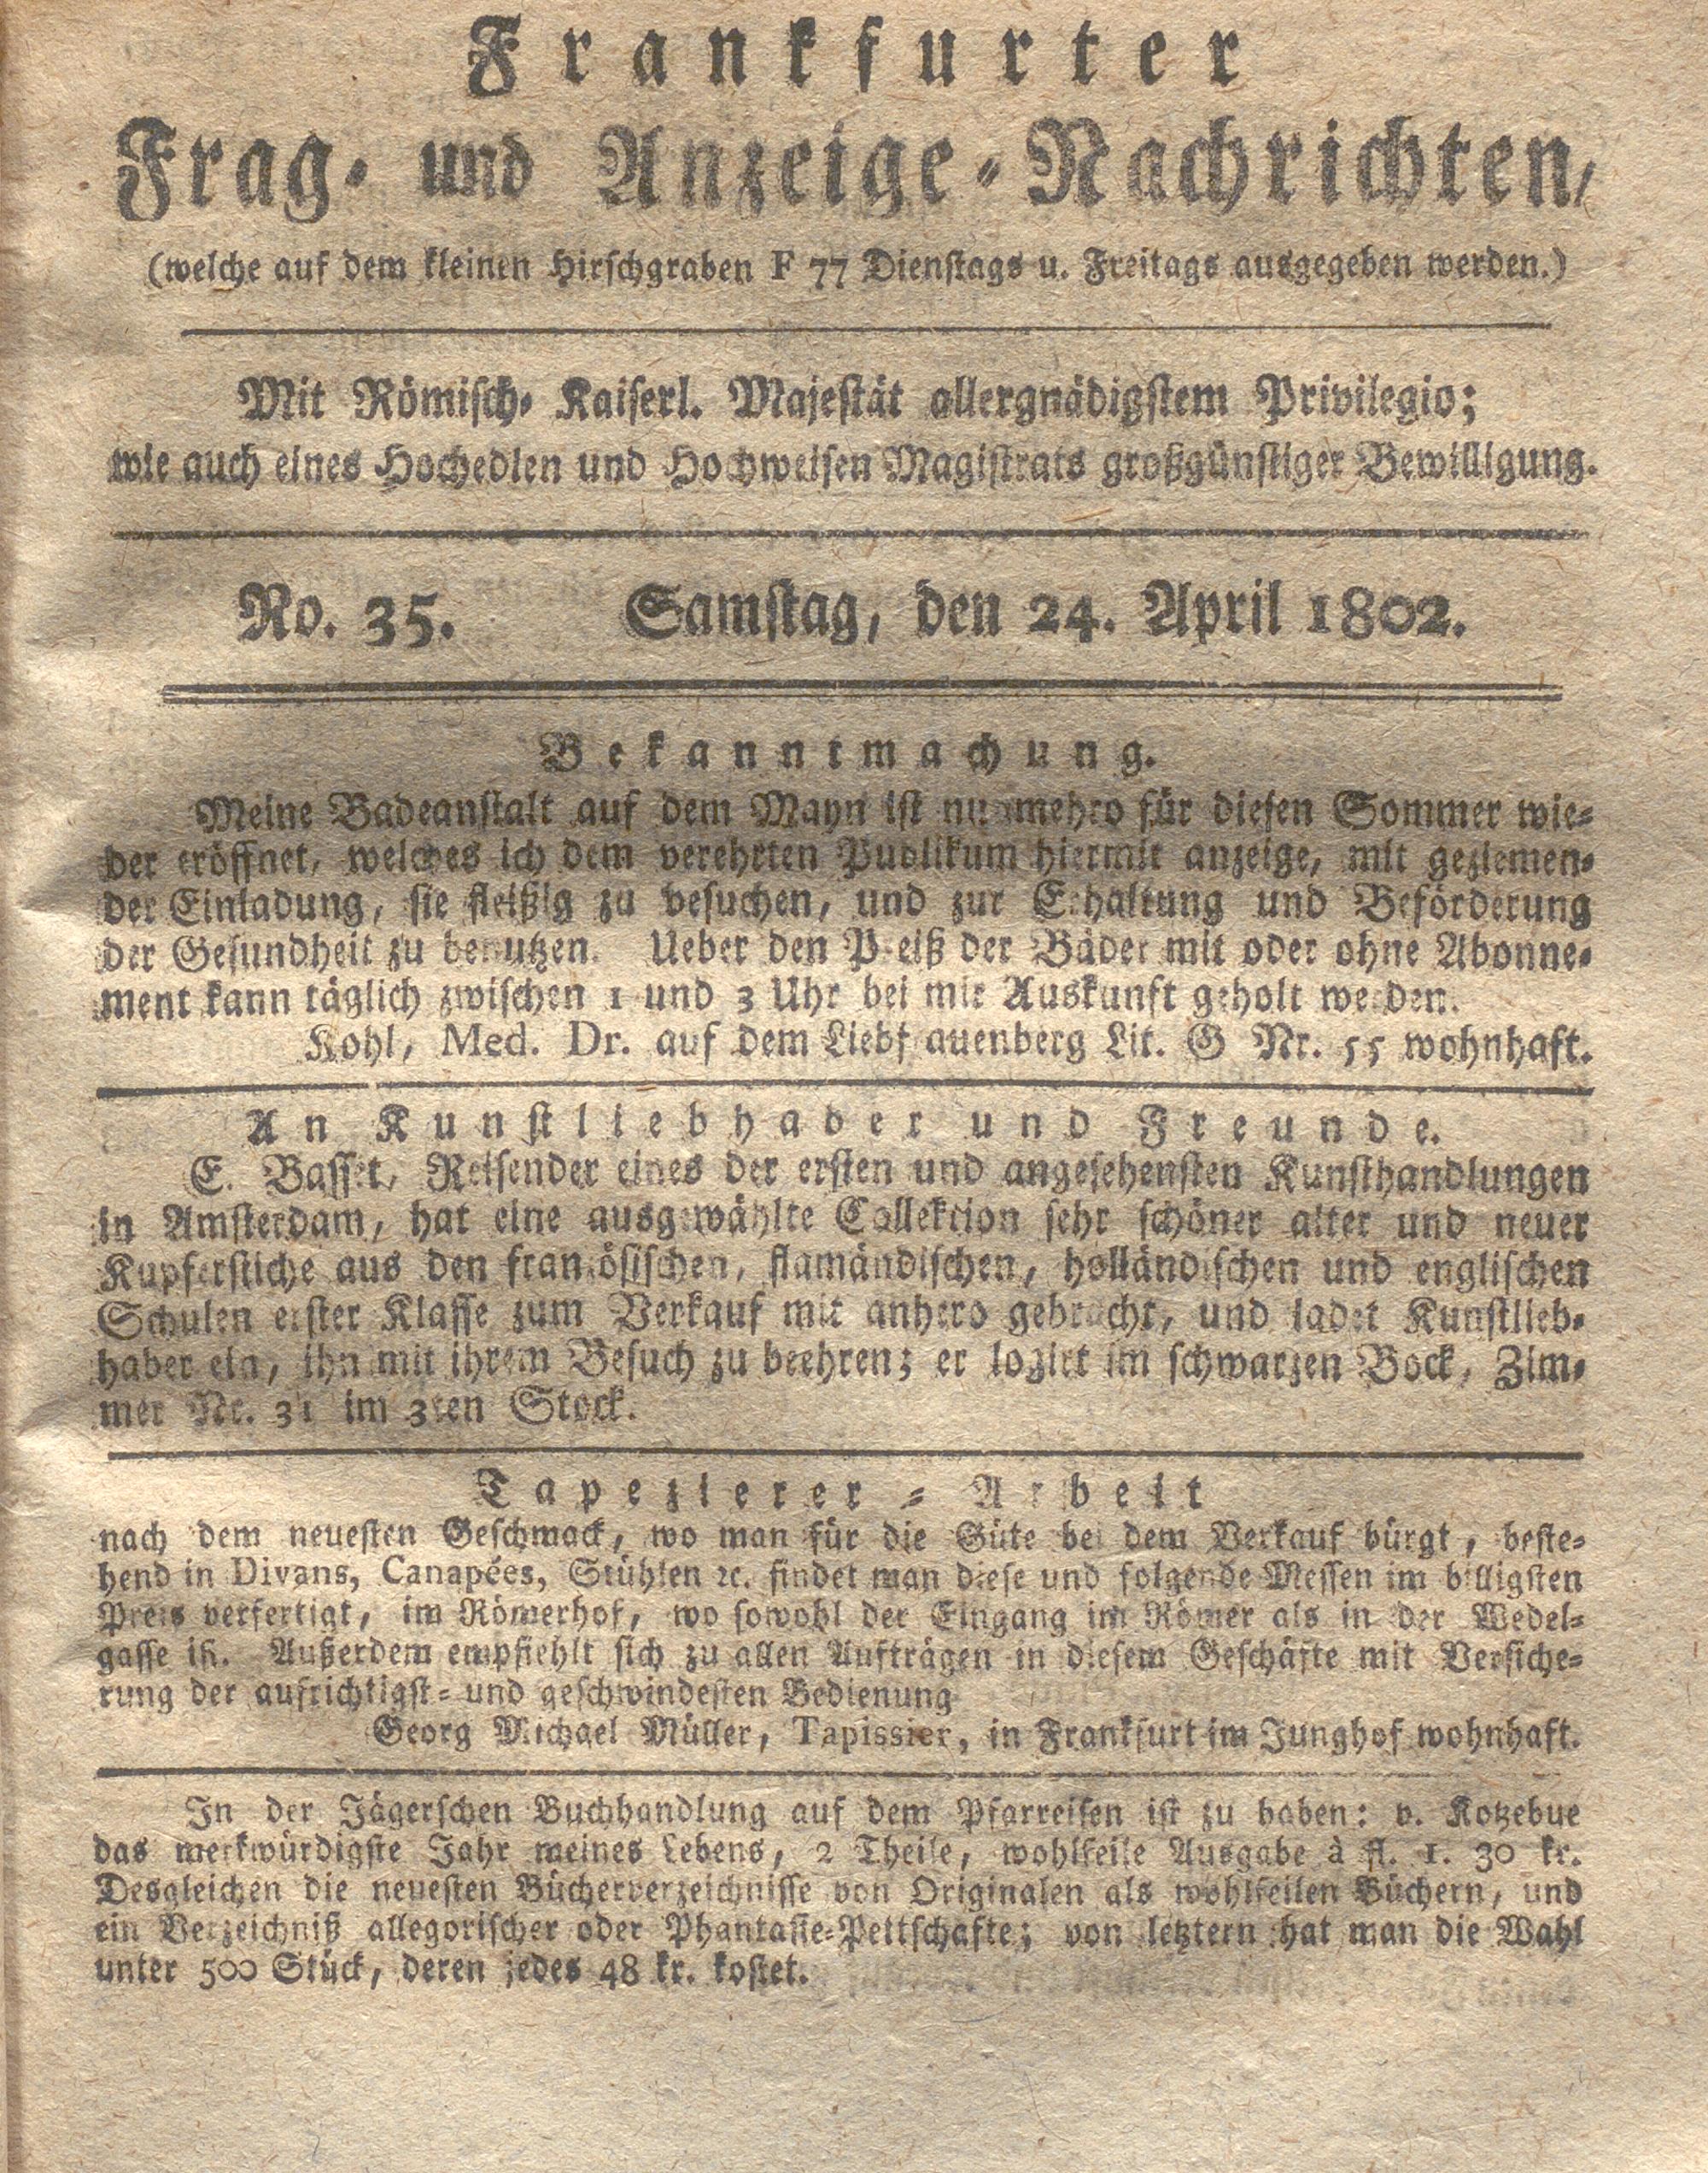 Frankfurter
Frag- und Anzeige-Nachrichten,
(welche auf dem kleinen Hirschgraben F 77 Dienstags u. Freitags ausgegeben werden.)
Mit Römisch- Kaiserl. Majestät allergnädigstem Privilegio;
wie auch eines Hochedlen und Hochweisen Magistrats großgünstiger Bewilligung.
No. 35. Samstag, den 24. April 1802.
Bekanntmachung.
Meine Badeanstalt auf dem Mayn ist nunmehro für diesen Sommer wie-
der eröffnet, welches ich dem verehrten Publikum hiermit anzeige, mit geziemen-
der Einladung, sie fleißig zu besuchen, und zur Erhaltung und Beförderung
der Gesundheit zu benutzen. Ueber den Preiß der Bäder mit oder ohne Abonne-
ment kann täglich zwischen 1 und 3 Uhr bei mir Auskunft geholt werden.
Kohl, Med. Dr. auf dem Liebfrauenberg Lit. G Nr. 55 wohnhaft.
An Kunstliebhaber und Freunde.
E. Basset, Reisender eines der ersten und angesehensten Kunsthandlungen
in Amsterdam, hat eine ausgewählte Collektion sehr schöner alter und neuer
Kupferstiche aus den französischen, flamändischen, holländischen und englischen
Schulen erster Klasse zum Verkauf mit anhero gebracht, und ladet Kunstlieb-
haber ein, ihn mit ihrem Besuch zu beehren; er logirt im schwarzen Bock, Zim-
mer Nr. 31 im 3ten Stock.
Tapezierer-Arbeit
nach dem neuesten Geschmack, wo man für die Güte bei dem Verkauf bürgt, beste-
hend in Divans, Canapées, Stühlen ꝛc. findet man diese und folgende Messen im billigsten
Preis verfertigt, im Römerhof, wo sowohl der Eingang im Römer als in der Wedel-
gasse ist. Außerdem empfiehlt sich zu allen Aufträgen in diesem Geschäfte mit Versiche-
rung der aufrichtigst- und geschwindesten Bedienung
Georg Michael Müller, Tapissier, in Frankfurt im Junghof wohnhaft.
In der Jägerschen Buchhandlung auf dem Pfarreisen ist zu haben: v. Kotzebue
das merkwürdigste Jahr meines Lebens, 2 Theile, wohlfeile Ausgabe à fl. 1. 30 kr.
Desgleichen die neuesten Bücherverzeichnisse von Originalen als wohlfeilen Büchern, und
ein Verzeichniß allegorischer oder Phantasie-Pettschafte; von letztern hat man die Wahl
unter 500 Stück, deren jedes 48 kr. kostet.